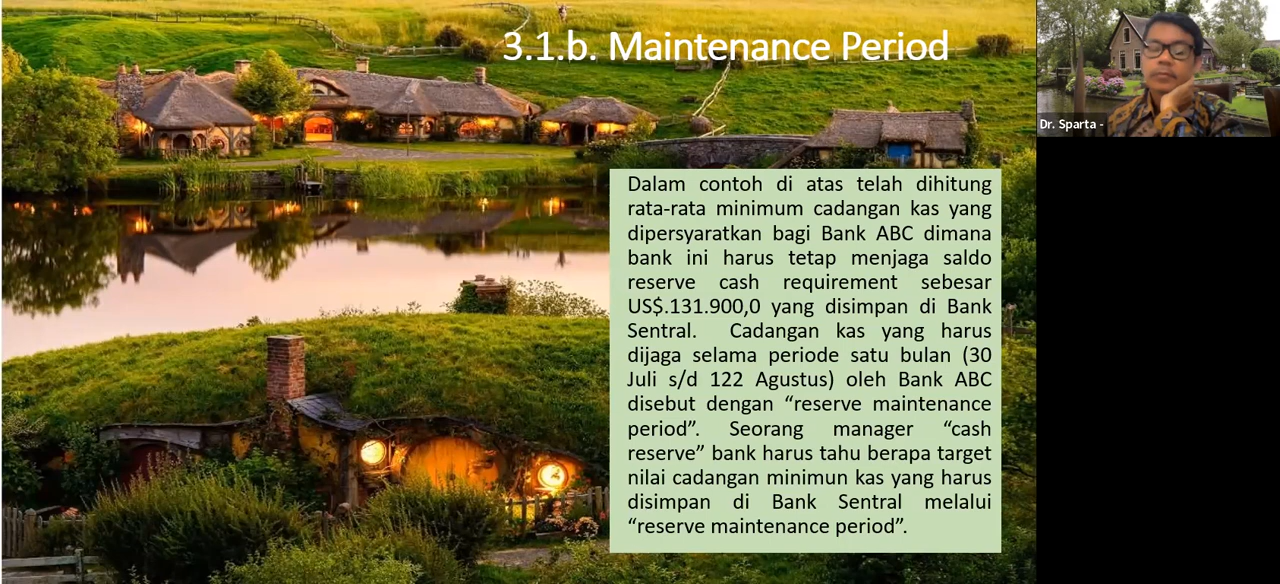 3.1.b. Maintenance Period
Dr. Sparta -
Dalam contoh di atas telah dihitung
rata-rata minimum cadangan kas yang
dipersyaratkan bagi Bank ABC dimana
bank ini harus tetap menjaga saldo
reserve cash requirement sebesar
US$.131.900,0 yang disimpan di Bank
Sentral. Cadangan kas yang harus
dijaga selama periode satu bulan (30
Juli s/d 122 Agustus) oleh Bank ABC
disebut dengan “reserve maintenance
period”. Seorang manager “cash
reserve” bank harus tahu berapa target
nilai cadangan minimun kas yang harus
disimpan di Bank Sentral melalui
“reserve maintenance period”.